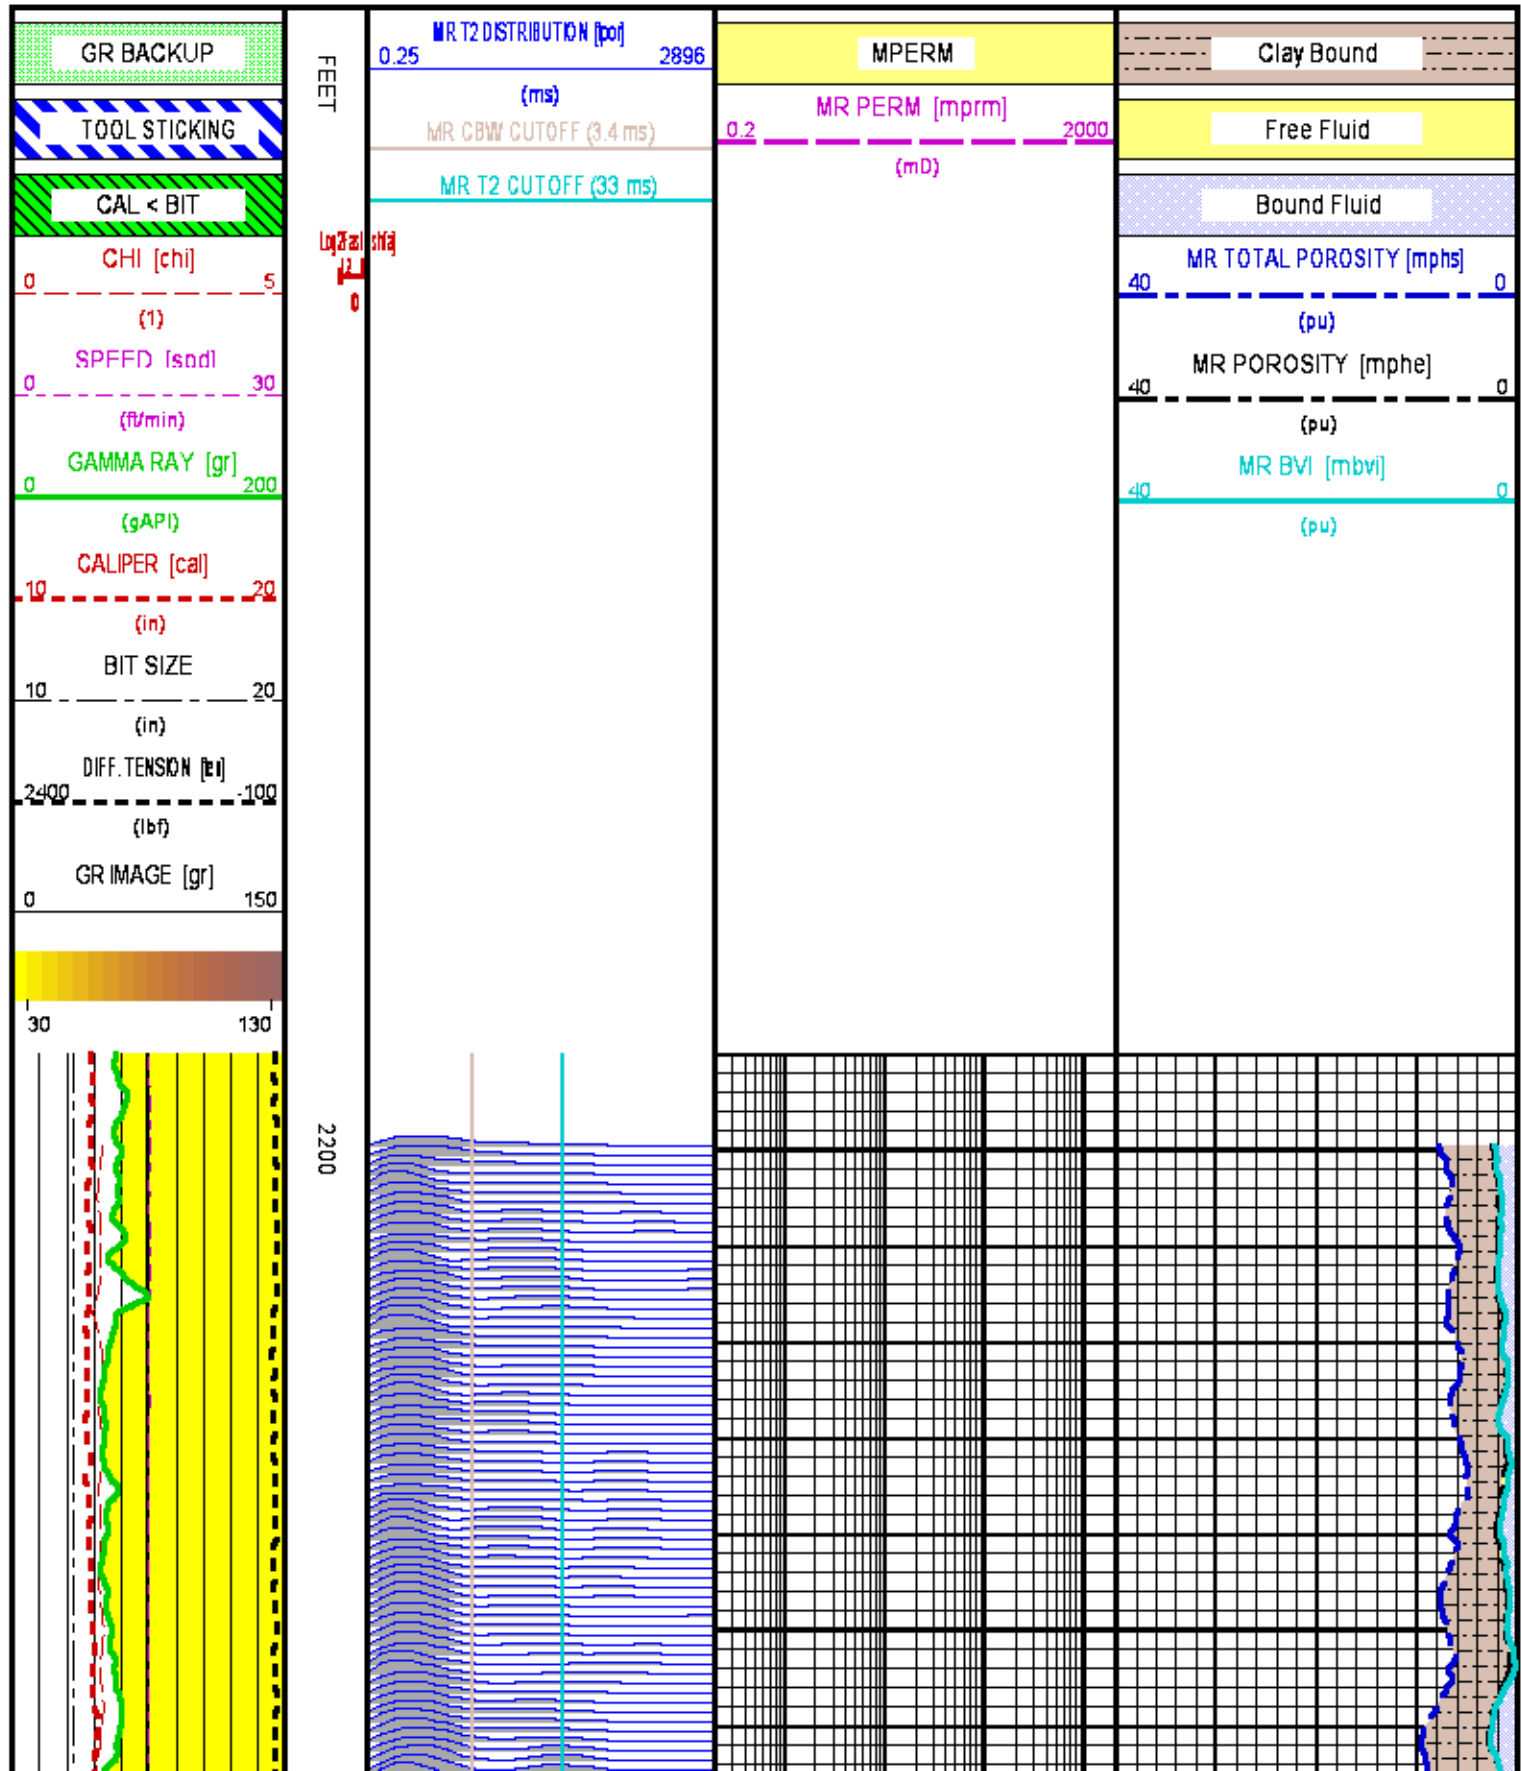 GR BACKUP
TOOL STICKING
CAL < BIT
CHI [chi]
0 5
(1)
SPEED [spd]
0 30
(ft/min)
GAMMA RAY [gr]
0 200
(gAPI)
CALIPER [cal]
10 20
(in)
BIT SIZE
10 20
(in)
DIFF. TENSION
2400 -100
(lbf)
GR IMAGE [gr]
0 150
30 130
FEET
0
2200
MR T2 DISTRIBUTION [tpor]
0.25 2896
(ms)
MR CBW CUTOFF (3.4 ms)
MR T2 CUTOFF (33 ms)
MPERM
MR PERM [mprm]
0.2 2000
(mD)
Clay Bound
Free Fluid
Bound Fluid
MR TOTAL POROSITY [mphs]
40 0
(pu)
MR POROSITY [mphe]
40 0
(pu)
MR BVI [mbvi]
40 0
(pu)